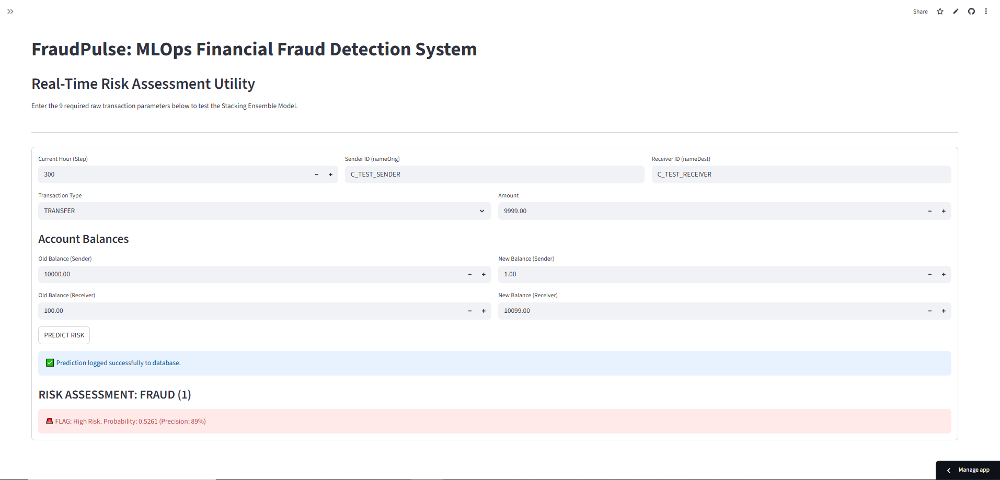 Share
FraudPulse: MLOps Financial Fraud Detection System
Real-Time Risk Assessment Utility
Enter the 9 required raw transaction parameters below to test the Stacking Ensemble Model.
Current Hour (Step)
300
Sender ID (nameOrig)
C_TEST_SENDER
Receiver ID (nameDest)
C_TEST_RECEIVER
Transaction Type
TRANSFER
Amount
9999.00
Account Balances
Old Balance (Sender)
10000.00
New Balance (Sender)
1.00
Old Balance (Receiver)
100.00
New Balance (Receiver)
10099.00
PREDICT RISK
✅ Prediction logged successfully to database.
RISK ASSESSMENT: FRAUD (1)
🚨 FLAG: High Risk. Probability: 0.5261 (Precision: 89%)
Manage app